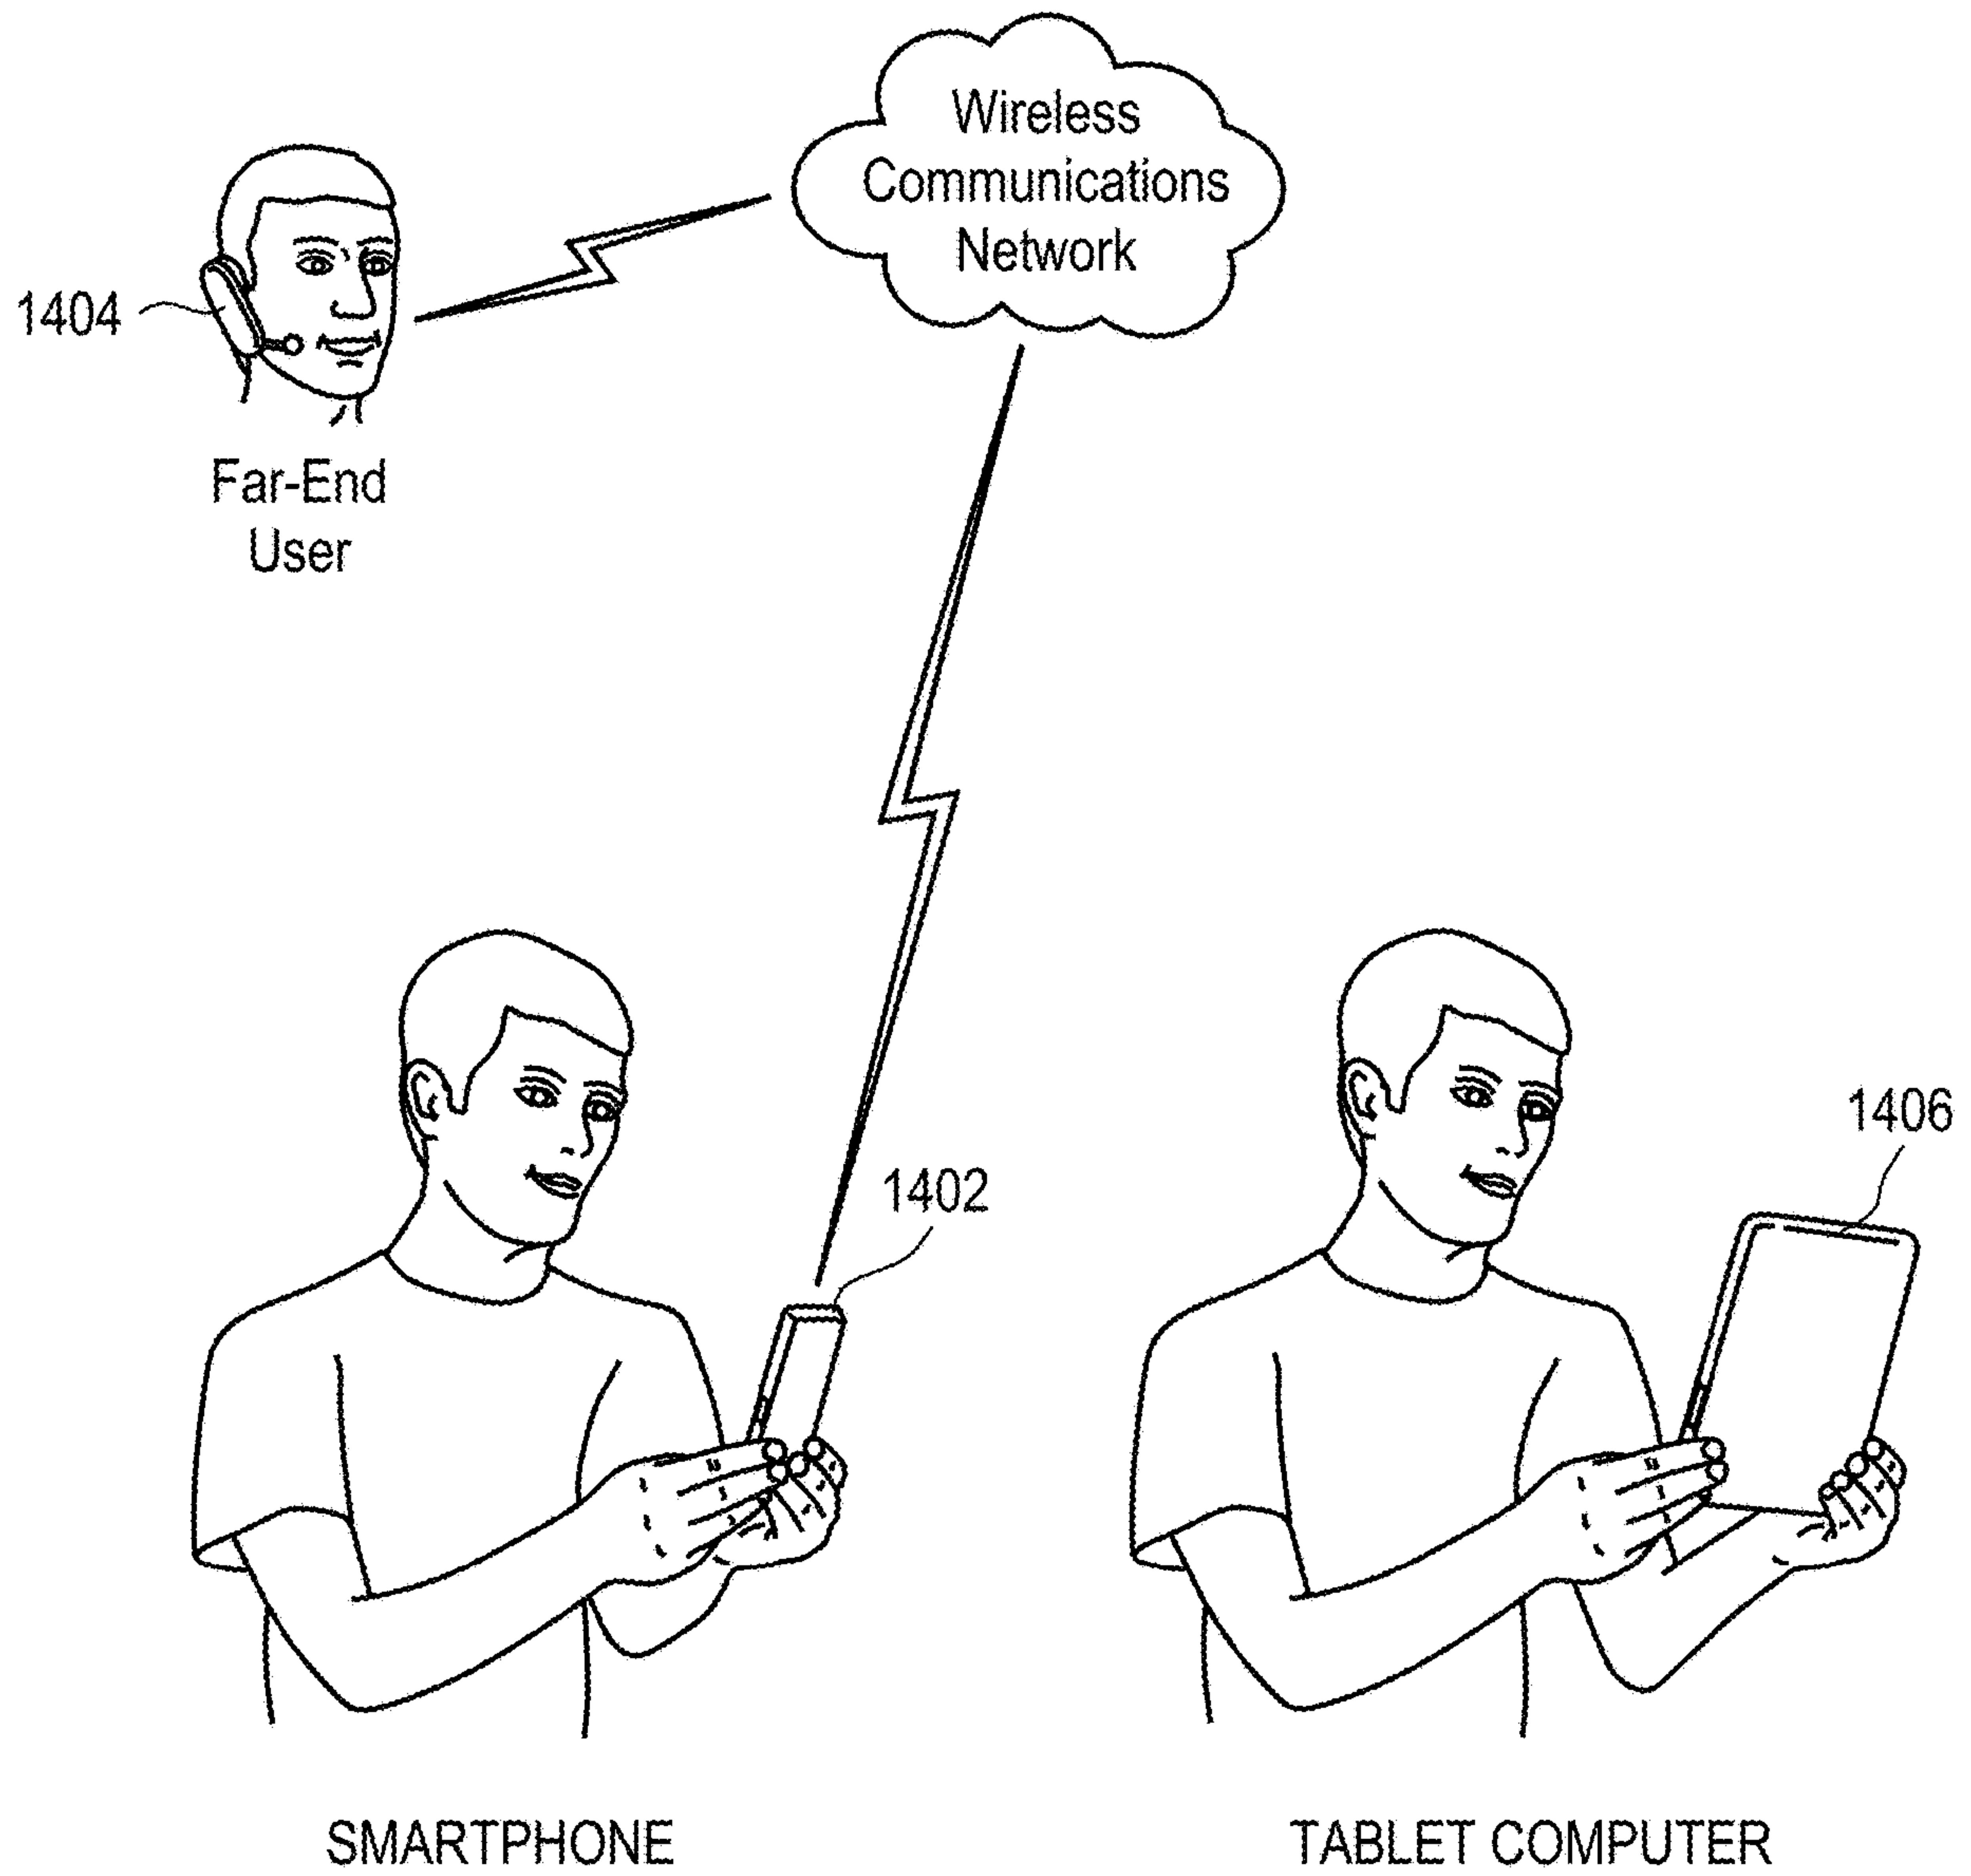 Wireless
Communications
Network
1404
Far-End
User
1406
1402
SMARTPHONE
TABLET COMPUTER